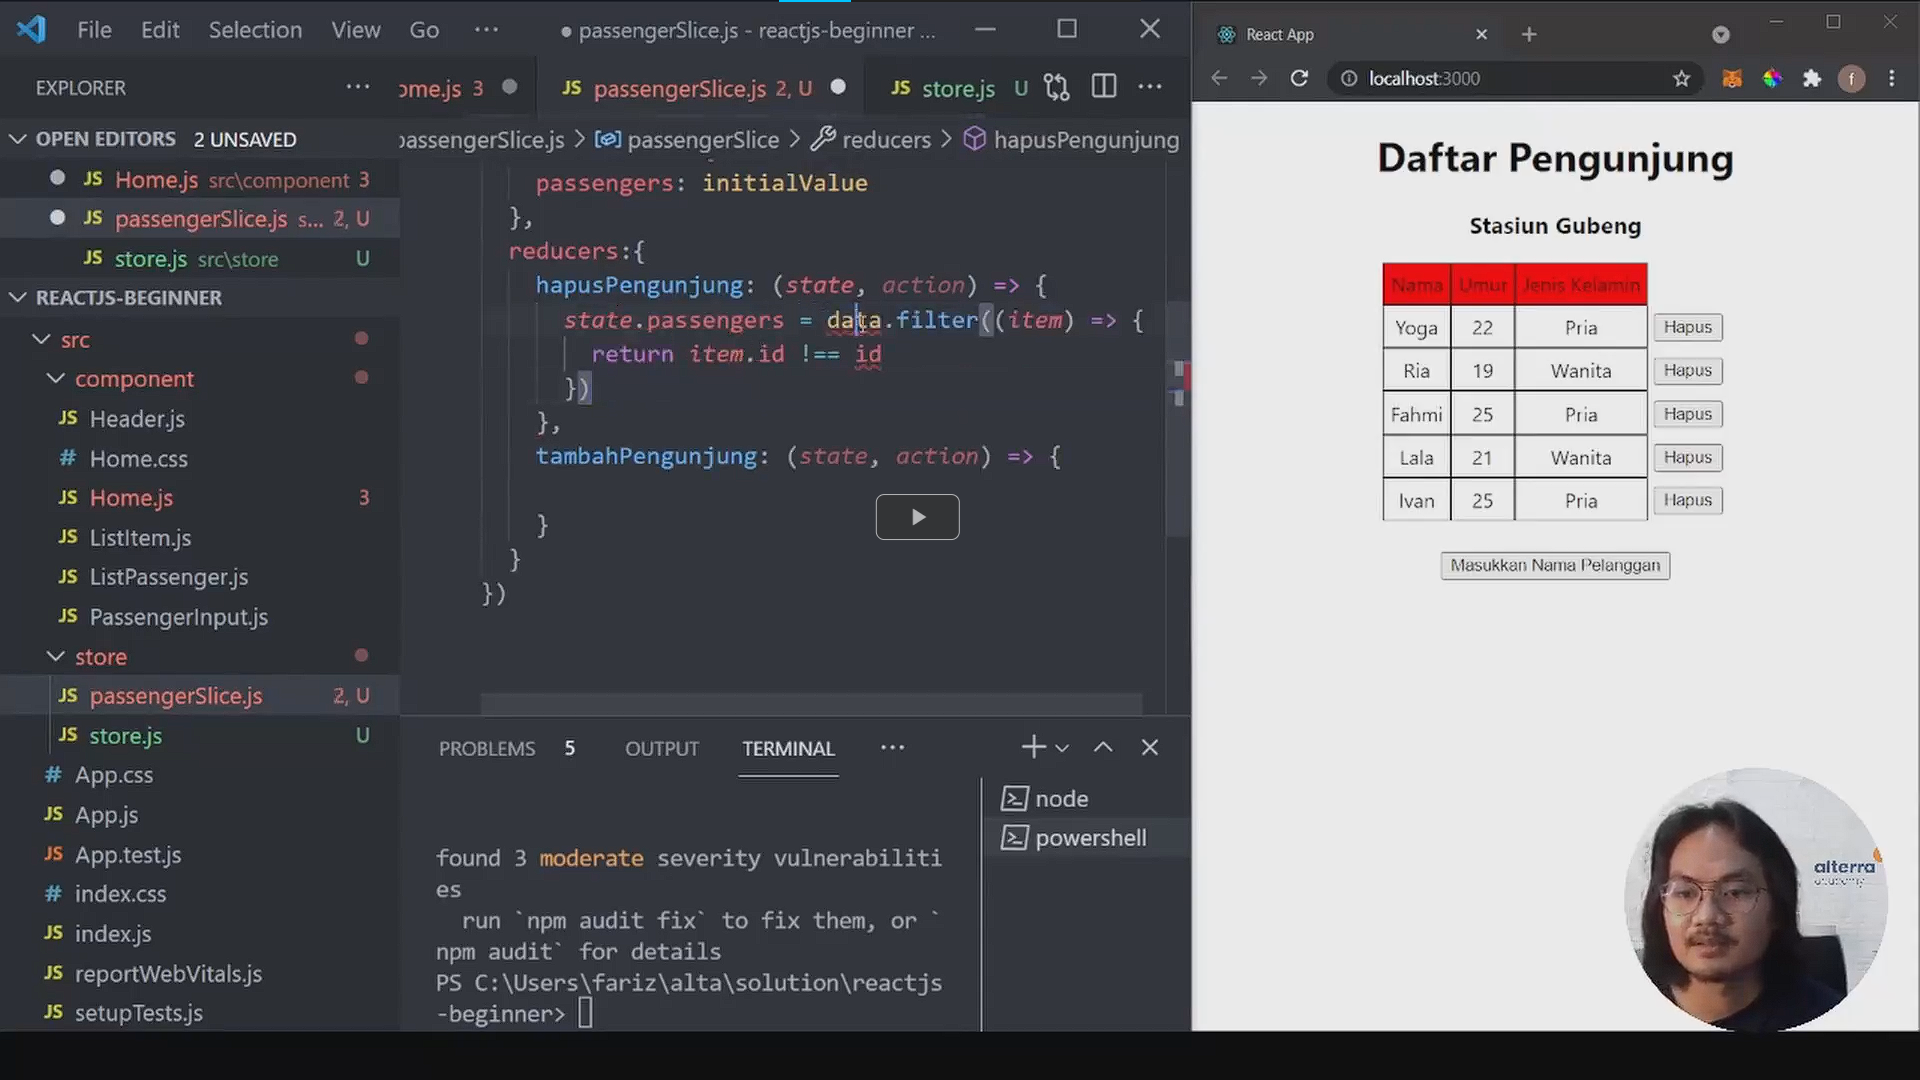 File Edit Selection View Go ··· ● passengerSlice.js - reactjs-beginner ...
EXPLORER ···
ome.js 3
JS passengerSlice.js 2, U
JS store.js U ···
OPEN EDITORS 2 UNSAVED
JS Home.js src\component 3
JS passengerSlice.js s... 2, U
JS store.js src\store U
REACTJS-BEGINNER
src
component
JS Header.js
# Home.css
JS Home.js 3
JS ListItem.js
JS ListPassenger.js
JS PassengerInput.js
store
JS passengerSlice.js 2, U
JS store.js U
# App.css
JS App.js
JS App.test.js
# index.css
JS index.js
JS reportWebVitals.js
JS setupTests.js
passengerSlice.js > passengerSlice > reducers > hapusPengunjung
passengers: initialValue
},
reducers:{
hapusPengunjung: (state, action) => {
state.passengers = data.filter((item) => {
return item.id !== id
})
},
tambahPengunjung: (state, action) => {
}
}
})
PROBLEMS 5 OUTPUT TERMINAL ···
node
powershell
found 3 moderate severity vulnerabiliti
es
run `npm audit fix` to fix them, or `
npm audit` for details
PS C:\Users\fariz\alta\solution\reactjs
-beginner>
React App
localhost:3000
f
Daftar Pengunjung
Stasiun Gubeng
Nama Umur Jenis Kelamin
Yoga 22 Pria Hapus
Ria 19 Wanita Hapus
Fahmi 25 Pria Hapus
Lala 21 Wanita Hapus
Ivan 25 Pria Hapus
Masukkan Nama Pelanggan
alterra
academy